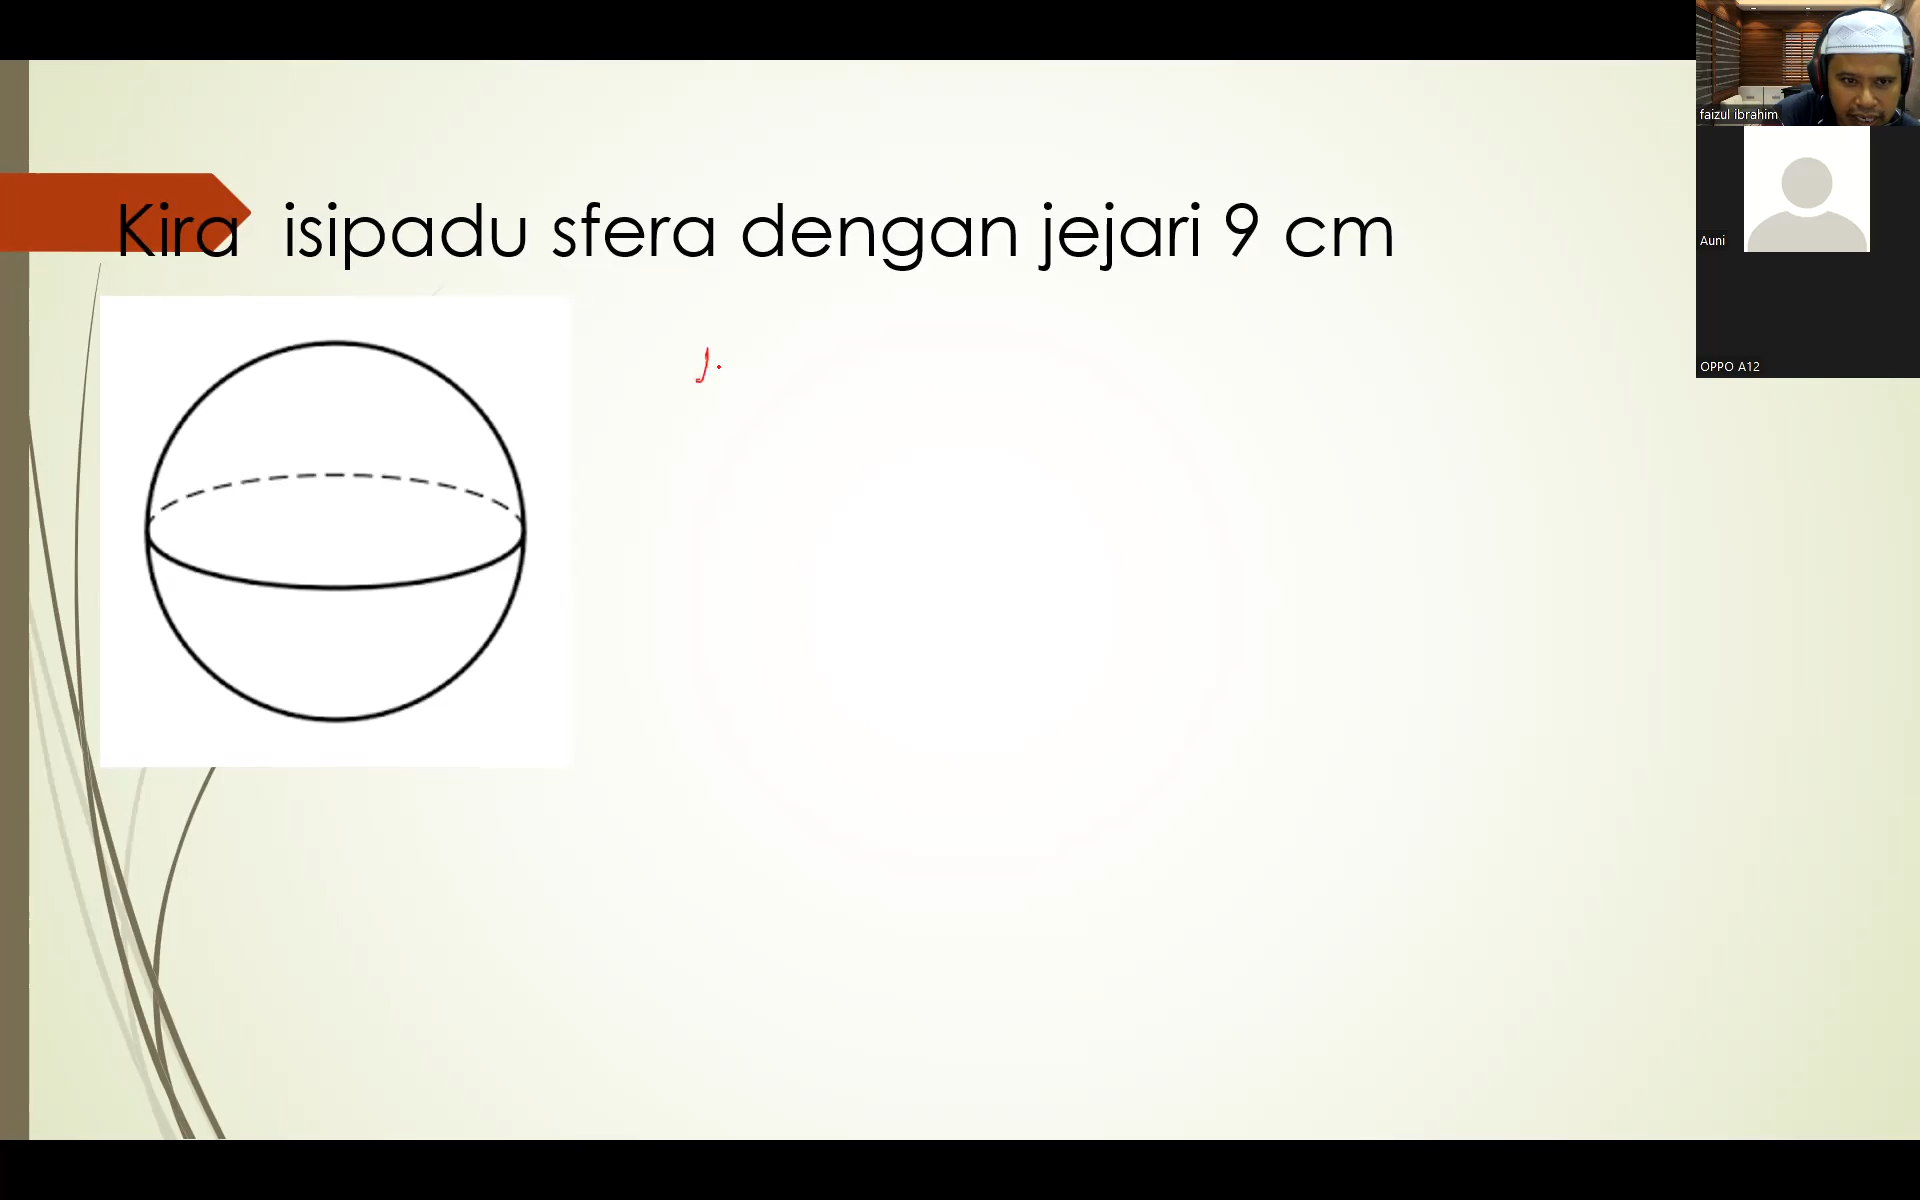 Kira isipadu sfera dengan jejari 9 cm
faizul ibrahim
Auni
OPPO A12